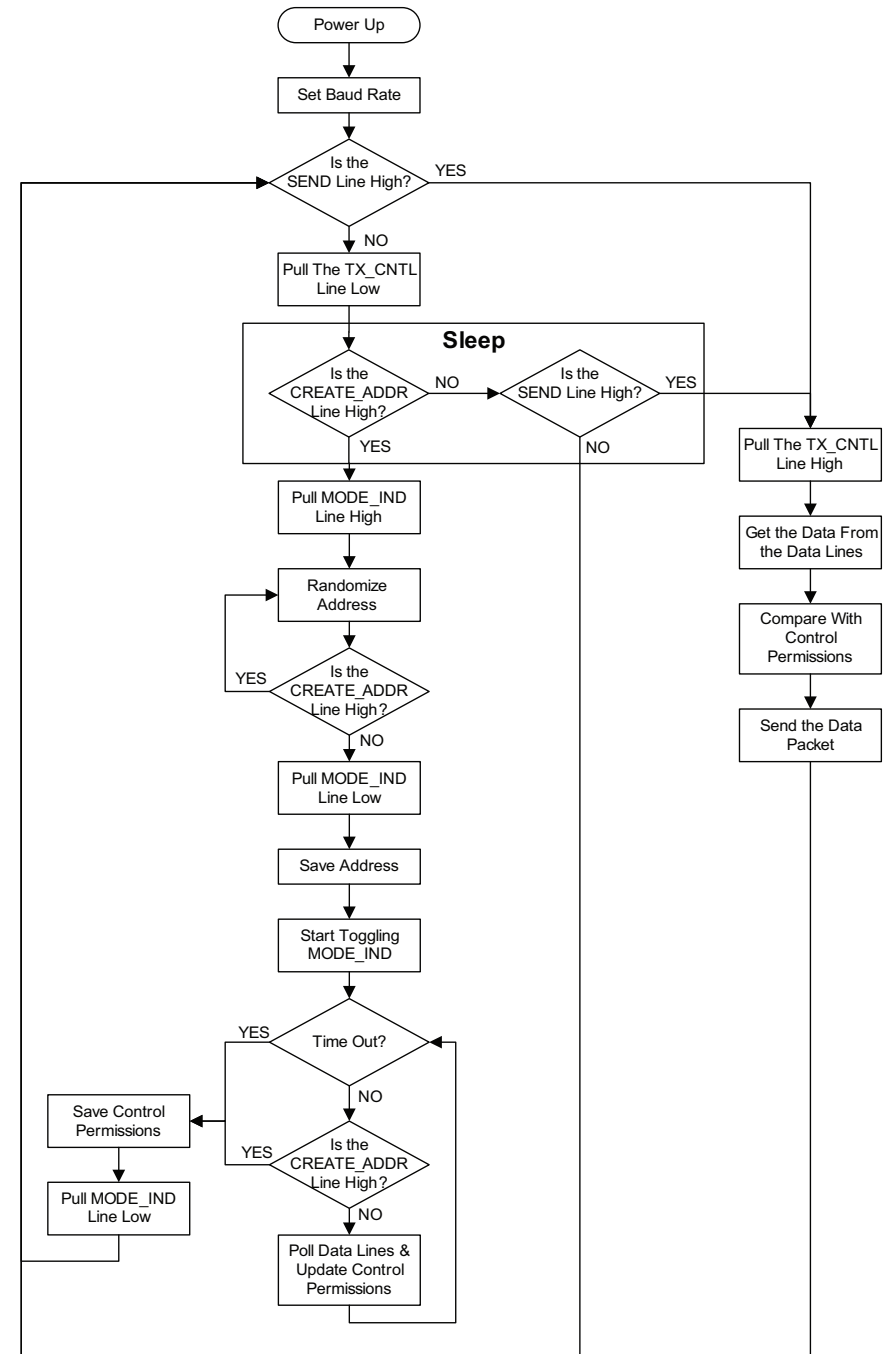 Power Up
Set Baud Rate
Is the
SEND Line High?
YES
NO
Pull The TX_CNTL
Line Low
Sleep
Is the
CREATE_ADDR
Line High?
NO
Is the
SEND Line High?
YES
YES
NO
Pull The TX_CNTL
Line High
Pull MODE_IND
Line High
Get the Data From
the Data Lines
Randomize
Address
Compare With
Control
Permissions
Is the
CREATE_ADDR
Line High?
YES
NO
Send the Data
Packet
Pull MODE_IND
Line Low
Save Address
Start Toggling
MODE_IND
Time Out?
YES
NO
Save Control
Permissions
Is the
CREATE_ADDR
Line High?
YES
NO
Pull MODE_IND
Line Low
Poll Data Lines &
Update Control
Permissions